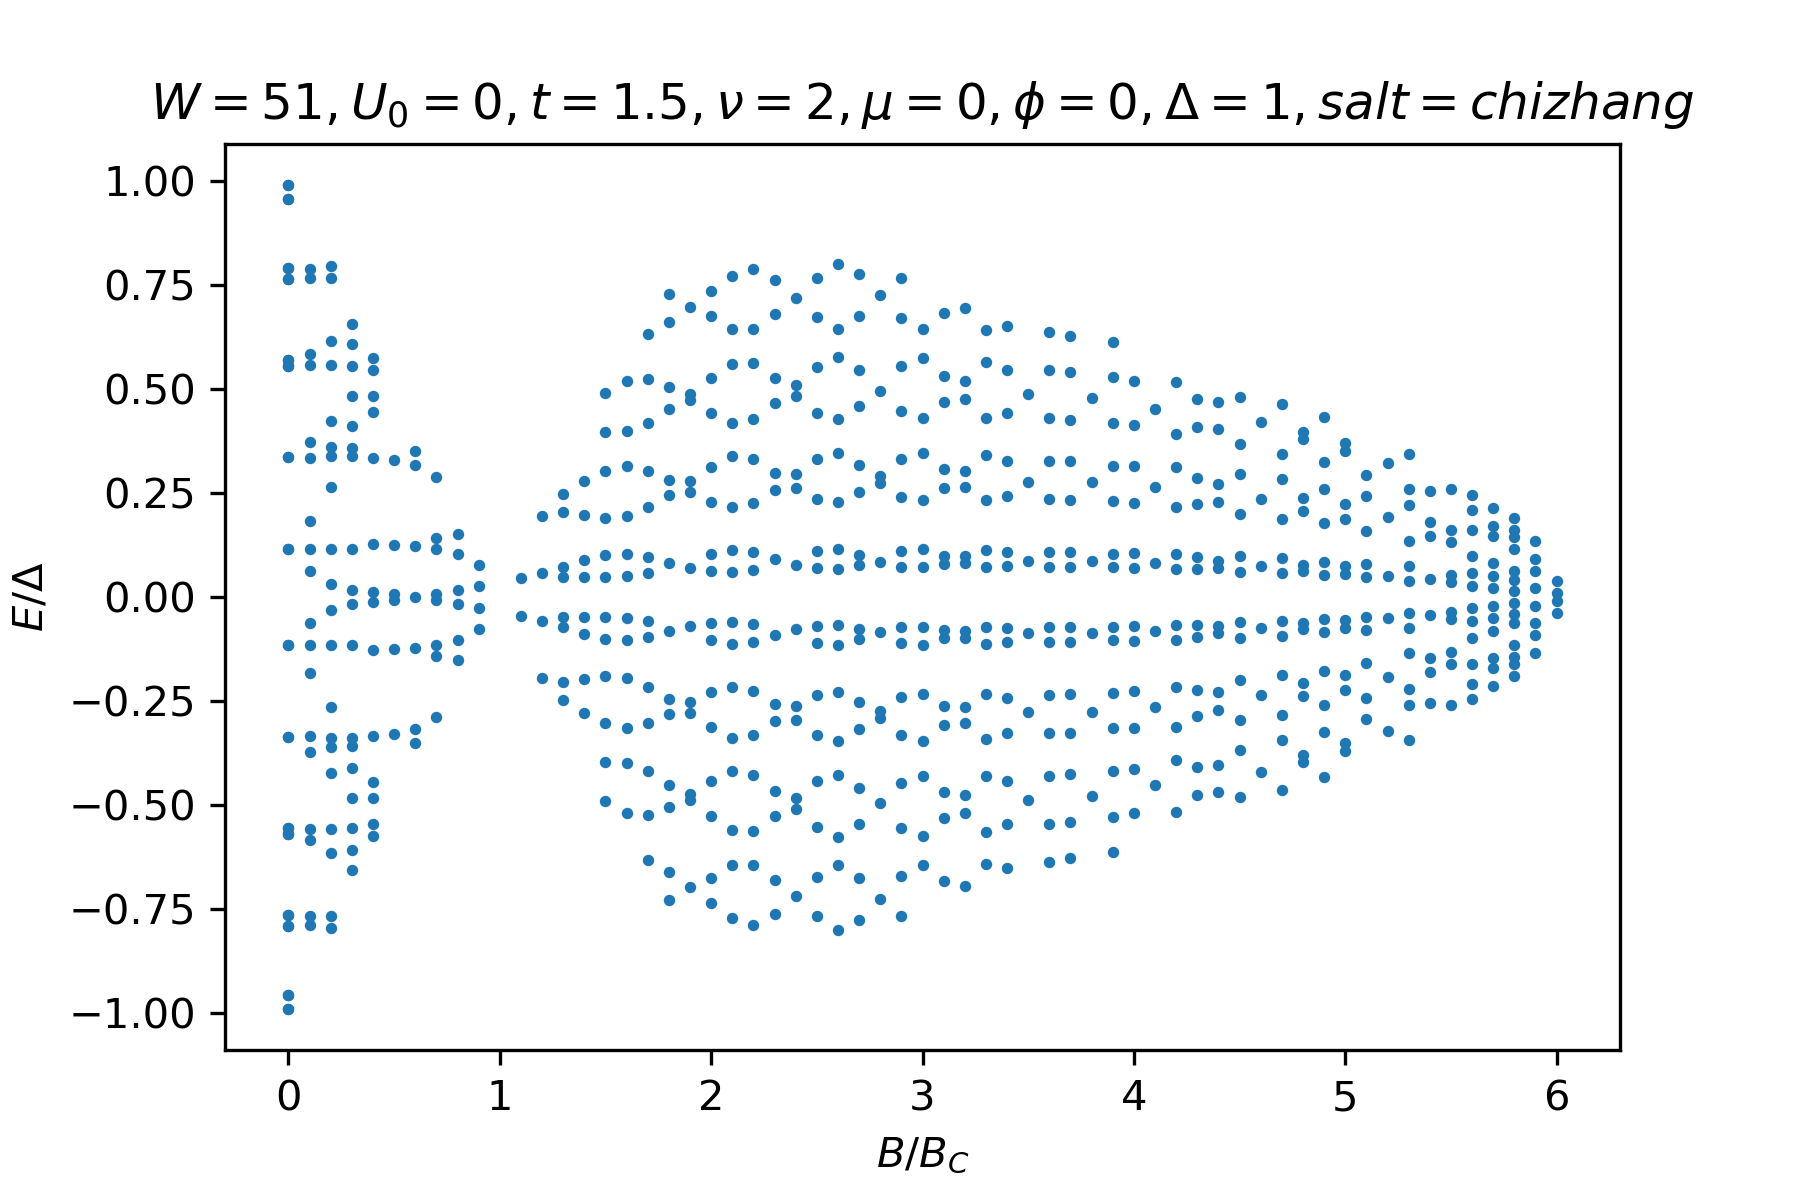 W = 51, U₀ = 0, t = 1.5, ν = 2, μ = 0, ϕ = 0, Δ = 1, salt = chizhang
1.00
0.75
0.50
0.25
0.00
−0.25
−0.50
−0.75
−1.00
E/Δ
0 1 2 3 4 5 6
B/B_C